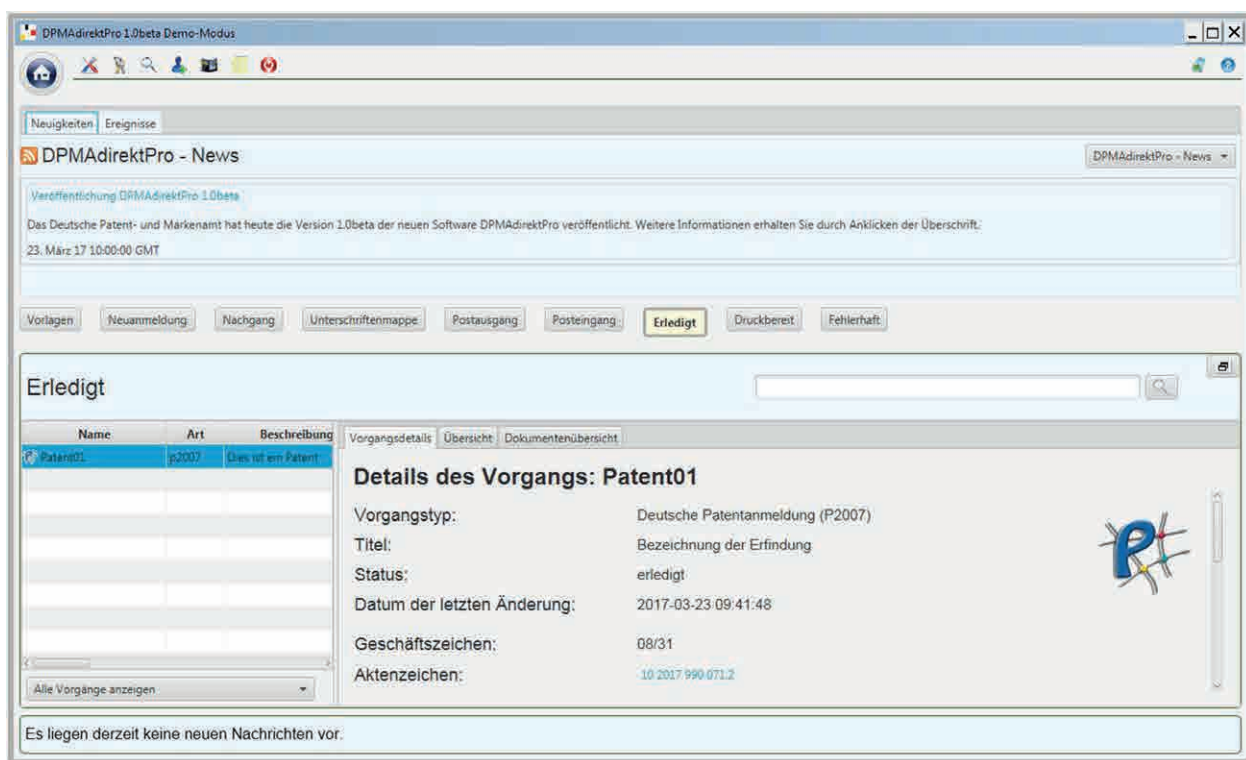 DPMAdirektPro 1.0beta Demo-Modus
Neuigkeiten Ereignisse
DPMAdirektPro - News DPMAdirektPro - News
Veröffentlichung DPMAdirektPro 1.0beta
Das Deutsche Patent- und Markenamt hat heute die Version 1.0beta der neuen Software DPMAdirektPro veröffentlicht. Weitere Informationen erhalten Sie durch Anklicken der Überschrift.
23. März 17 10:00:00 GMT
Vorlagen Neuanmeldung Nachgang Unterschriftenmappe Postausgang Posteingang Erledigt Druckbereit Fehlerhaft
Erledigt
Name Art Beschreibung
Patent01 p2007 Dies ist ein Patent
Alle Vorgänge anzeigen
Vorgangsdetails Übersicht Dokumentenübersicht
Details des Vorgangs: Patent01
Vorgangstyp: Deutsche Patentanmeldung (P2007)
Titel: Bezeichnung der Erfindung
Status: erledigt
Datum der letzten Änderung: 2017-03-23 09:41:48
Geschäftszeichen: 08/31
Aktenzeichen: 10 2017 990 071.2
Es liegen derzeit keine neuen Nachrichten vor.